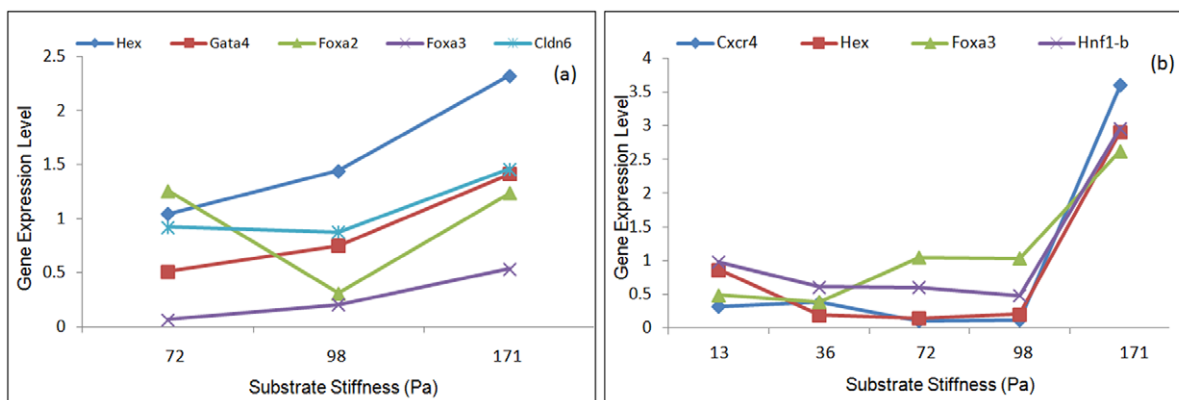 Hex Gata4 Foxa2 Foxa3 Cldn6
(a)
Gene Expression Level
2.5
2
1.5
1
0.5
0
72 98 171
Substrate Stiffness (Pa)
Cxcr4 Hex Foxa3 Hnf1-b
(b)
Gene Expression Level
4
3.5
3
2.5
2
1.5
1
0.5
0
13 36 72 98 171
Substrate Stiffness (Pa)